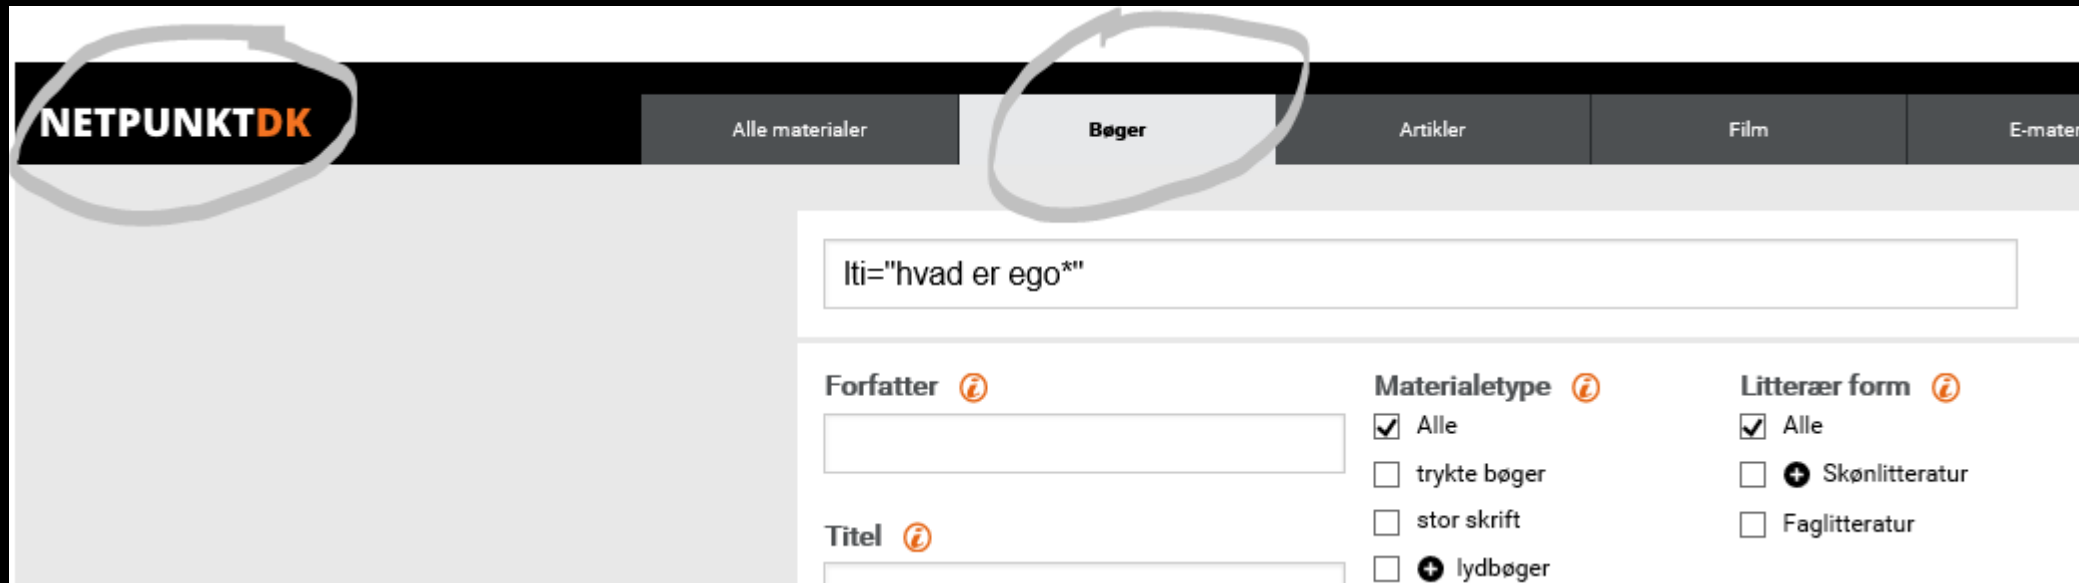 NETPUNKTDK
Alle materialer
Bøger
Artikler
Film
E-mater
lti="hvad er ego*"
Forfatter
Materialetype
Litterær form
Alle
Alle
trykte bøger
Skønlitteratur
stor skrift
Faglitteratur
Titel
lydbøger